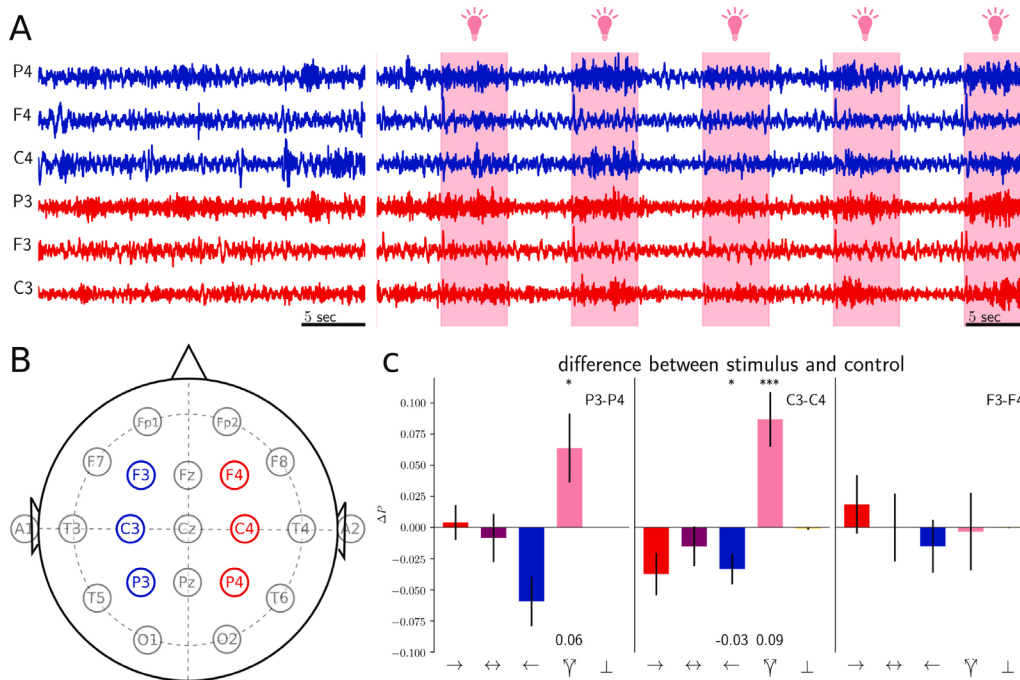 A
P4
F4
C4
P3
F3
C3
5 sec
5 sec
B
Fp1 Fp2
F7 F3 Fz F4 F8
A1 T3 C3 Cz C4 T4 A2
T5 P3 Pz P4 T6
O1 O2
C
difference between stimulus and control
* * ***
P3-P4 C3-C4 F3-F4
0.100
0.075
0.050
0.025
0.000
-0.025
-0.050
-0.075
-0.100
ΔP
0.06 -0.03 0.09
→ ↔ ← ⊥ → ↔ ← ⊥ → ↔ ← ⊥